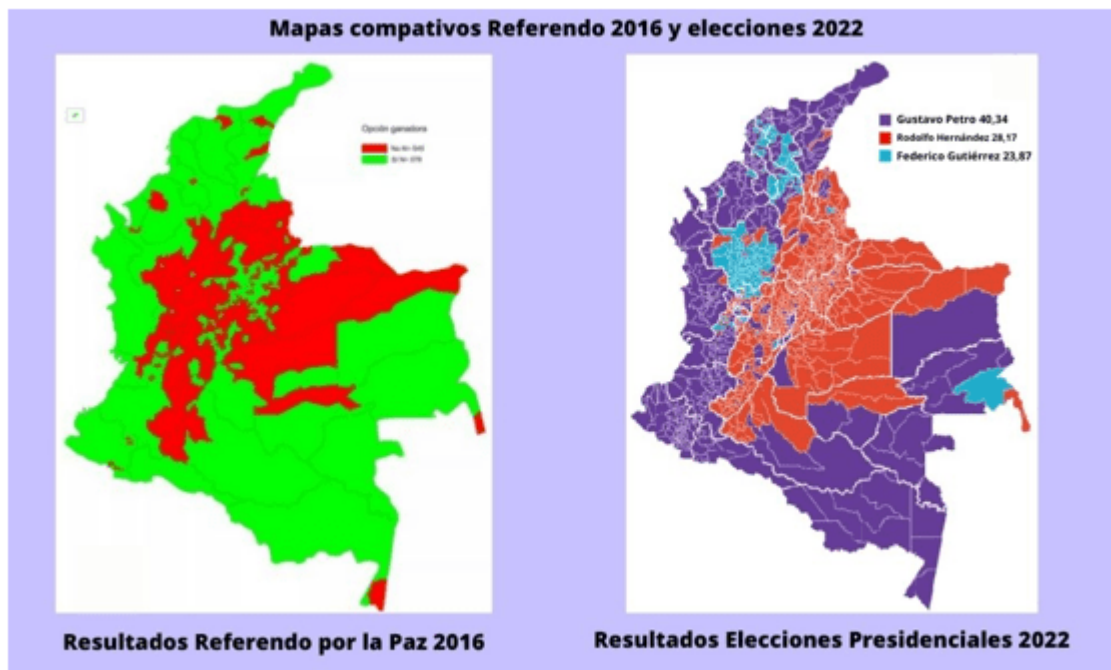 Mapas compativos Referendo 2016 y elecciones 2022
Opción ganadora
Gustavo Petro 40,34
Rodolfo Hernández 28,17
Federico Gutiérrez 23,87
Resultados Referendo por la Paz 2016
Resultados Elecciones Presidenciales 2022